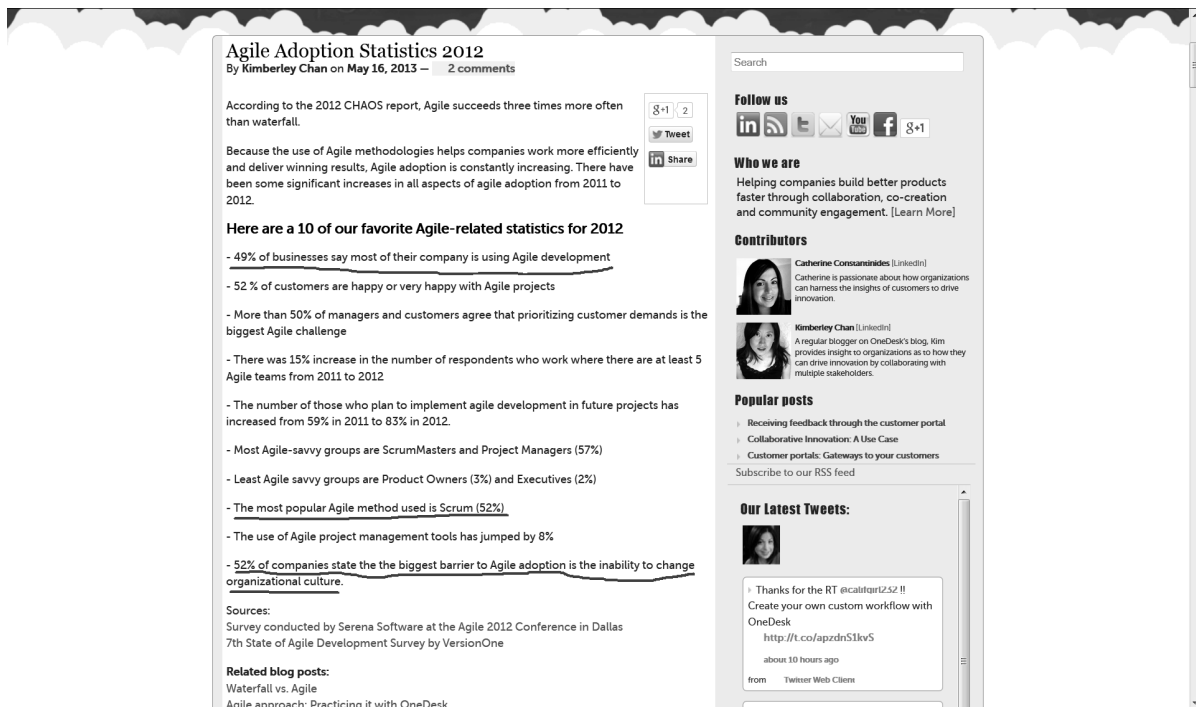 Agile Adoption Statistics 2012
By Kimberley Chan on May 16, 2013 — 2 comments
According to the 2012 CHAOS report, Agile succeeds three times more often
than waterfall.
Because the use of Agile methodologies helps companies work more efficiently
and deliver winning results, Agile adoption is constantly increasing. There have
been some significant increases in all aspects of agile adoption from 2011 to
2012.
g+1 2
Tweet
in Share
Here are a 10 of our favorite Agile-related statistics for 2012
- 49% of businesses say most of their company is using Agile development
- 52 % of customers are happy or very happy with Agile projects
- More than 50% of managers and customers agree that prioritizing customer demands is the
biggest Agile challenge
- There was 15% increase in the number of respondents who work where there are at least 5
Agile teams from 2011 to 2012
- The number of those who plan to implement agile development in future projects has
increased from 59% in 2011 to 83% in 2012.
- Most Agile-savvy groups are ScrumMasters and Project Managers (57%)
- Least Agile savvy groups are Product Owners (3%) and Executives (2%)
- The most popular Agile method used is Scrum (52%)
- The use of Agile project management tools has jumped by 8%
- 52% of companies state the the biggest barrier to Agile adoption is the inability to change
organizational culture.
Sources:
Survey conducted by Serena Software at the Agile 2012 Conference in Dallas
7th State of Agile Development Survey by VersionOne
Related blog posts:
Waterfall vs. Agile
Agile approach: Practicing it with OneDesk
Search
Follow us
in t You Tube f g+1
Who we are
Helping companies build better products
faster through collaboration, co-creation
and community engagement. [Learn More]
Contributors
Catherine Constantinides [LinkedIn]
Catherine is passionate about how organizations
can harness the insights of customers to drive
innovation.
Kimberley Chan [LinkedIn]
A regular blogger on OneDesk's blog, Kim
provides insight to organizations as to how they
can drive innovation by collaborating with
multiple stakeholders.
Popular posts
Receiving feedback through the customer portal
Collaborative Innovation: A Use Case
Customer portals: Gateways to your customers
Subscribe to our RSS feed
Our Latest Tweets:
Thanks for the RT @califgirl232 !!
Create your own custom workflow with
OneDesk
http://t.co/apzdnS1kvS
about 10 hours ago
from Twitter Web Client